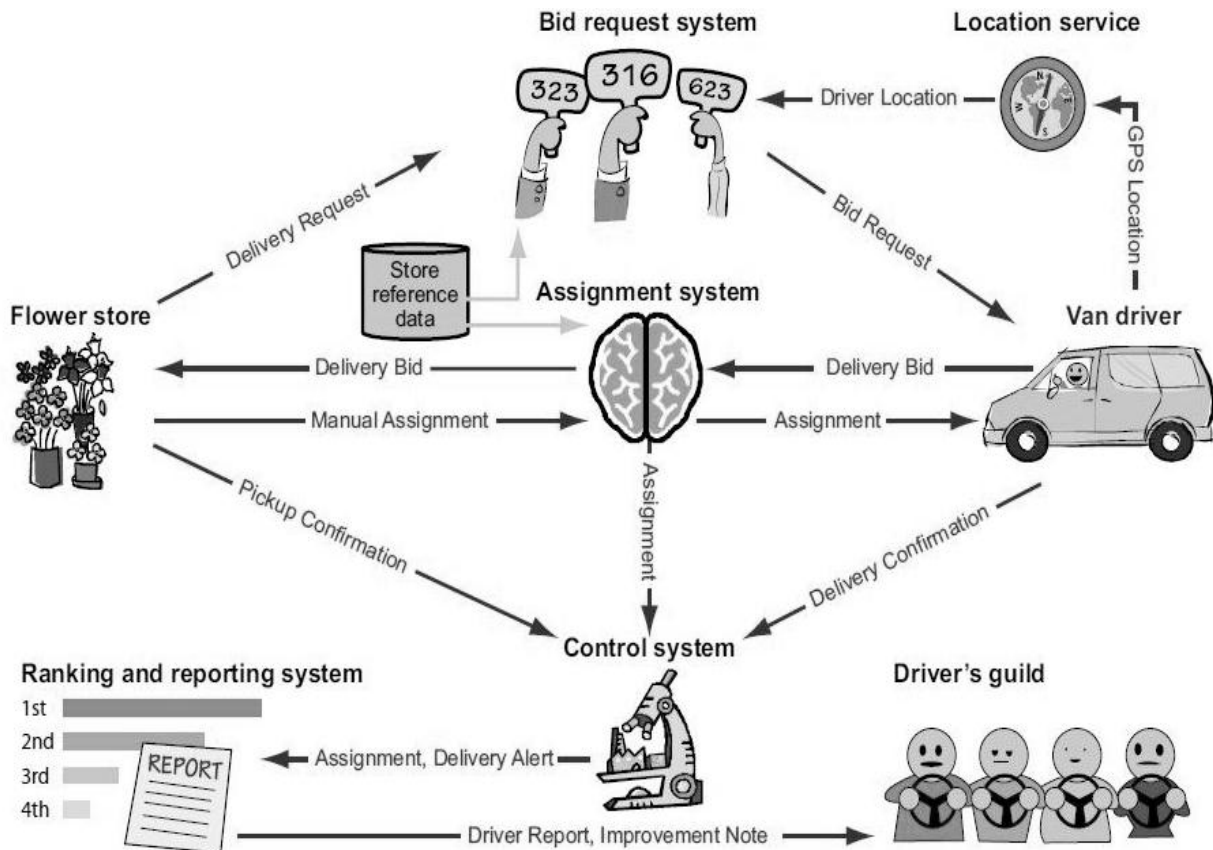 Bid request system
Location service
323
316
623
Driver Location
N
W
E
S
GPS Location
Delivery Request
Bid Request
Store
reference
data
Assignment system
Flower store
Van driver
Delivery Bid
Delivery Bid
Manual Assignment
Assignment
Pickup Confirmation
Assignment
Delivery Confirmation
Control system
Ranking and reporting system
Driver's guild
1st
2nd
3rd
4th
REPORT
Assignment, Delivery Alert
Driver Report, Improvement Note